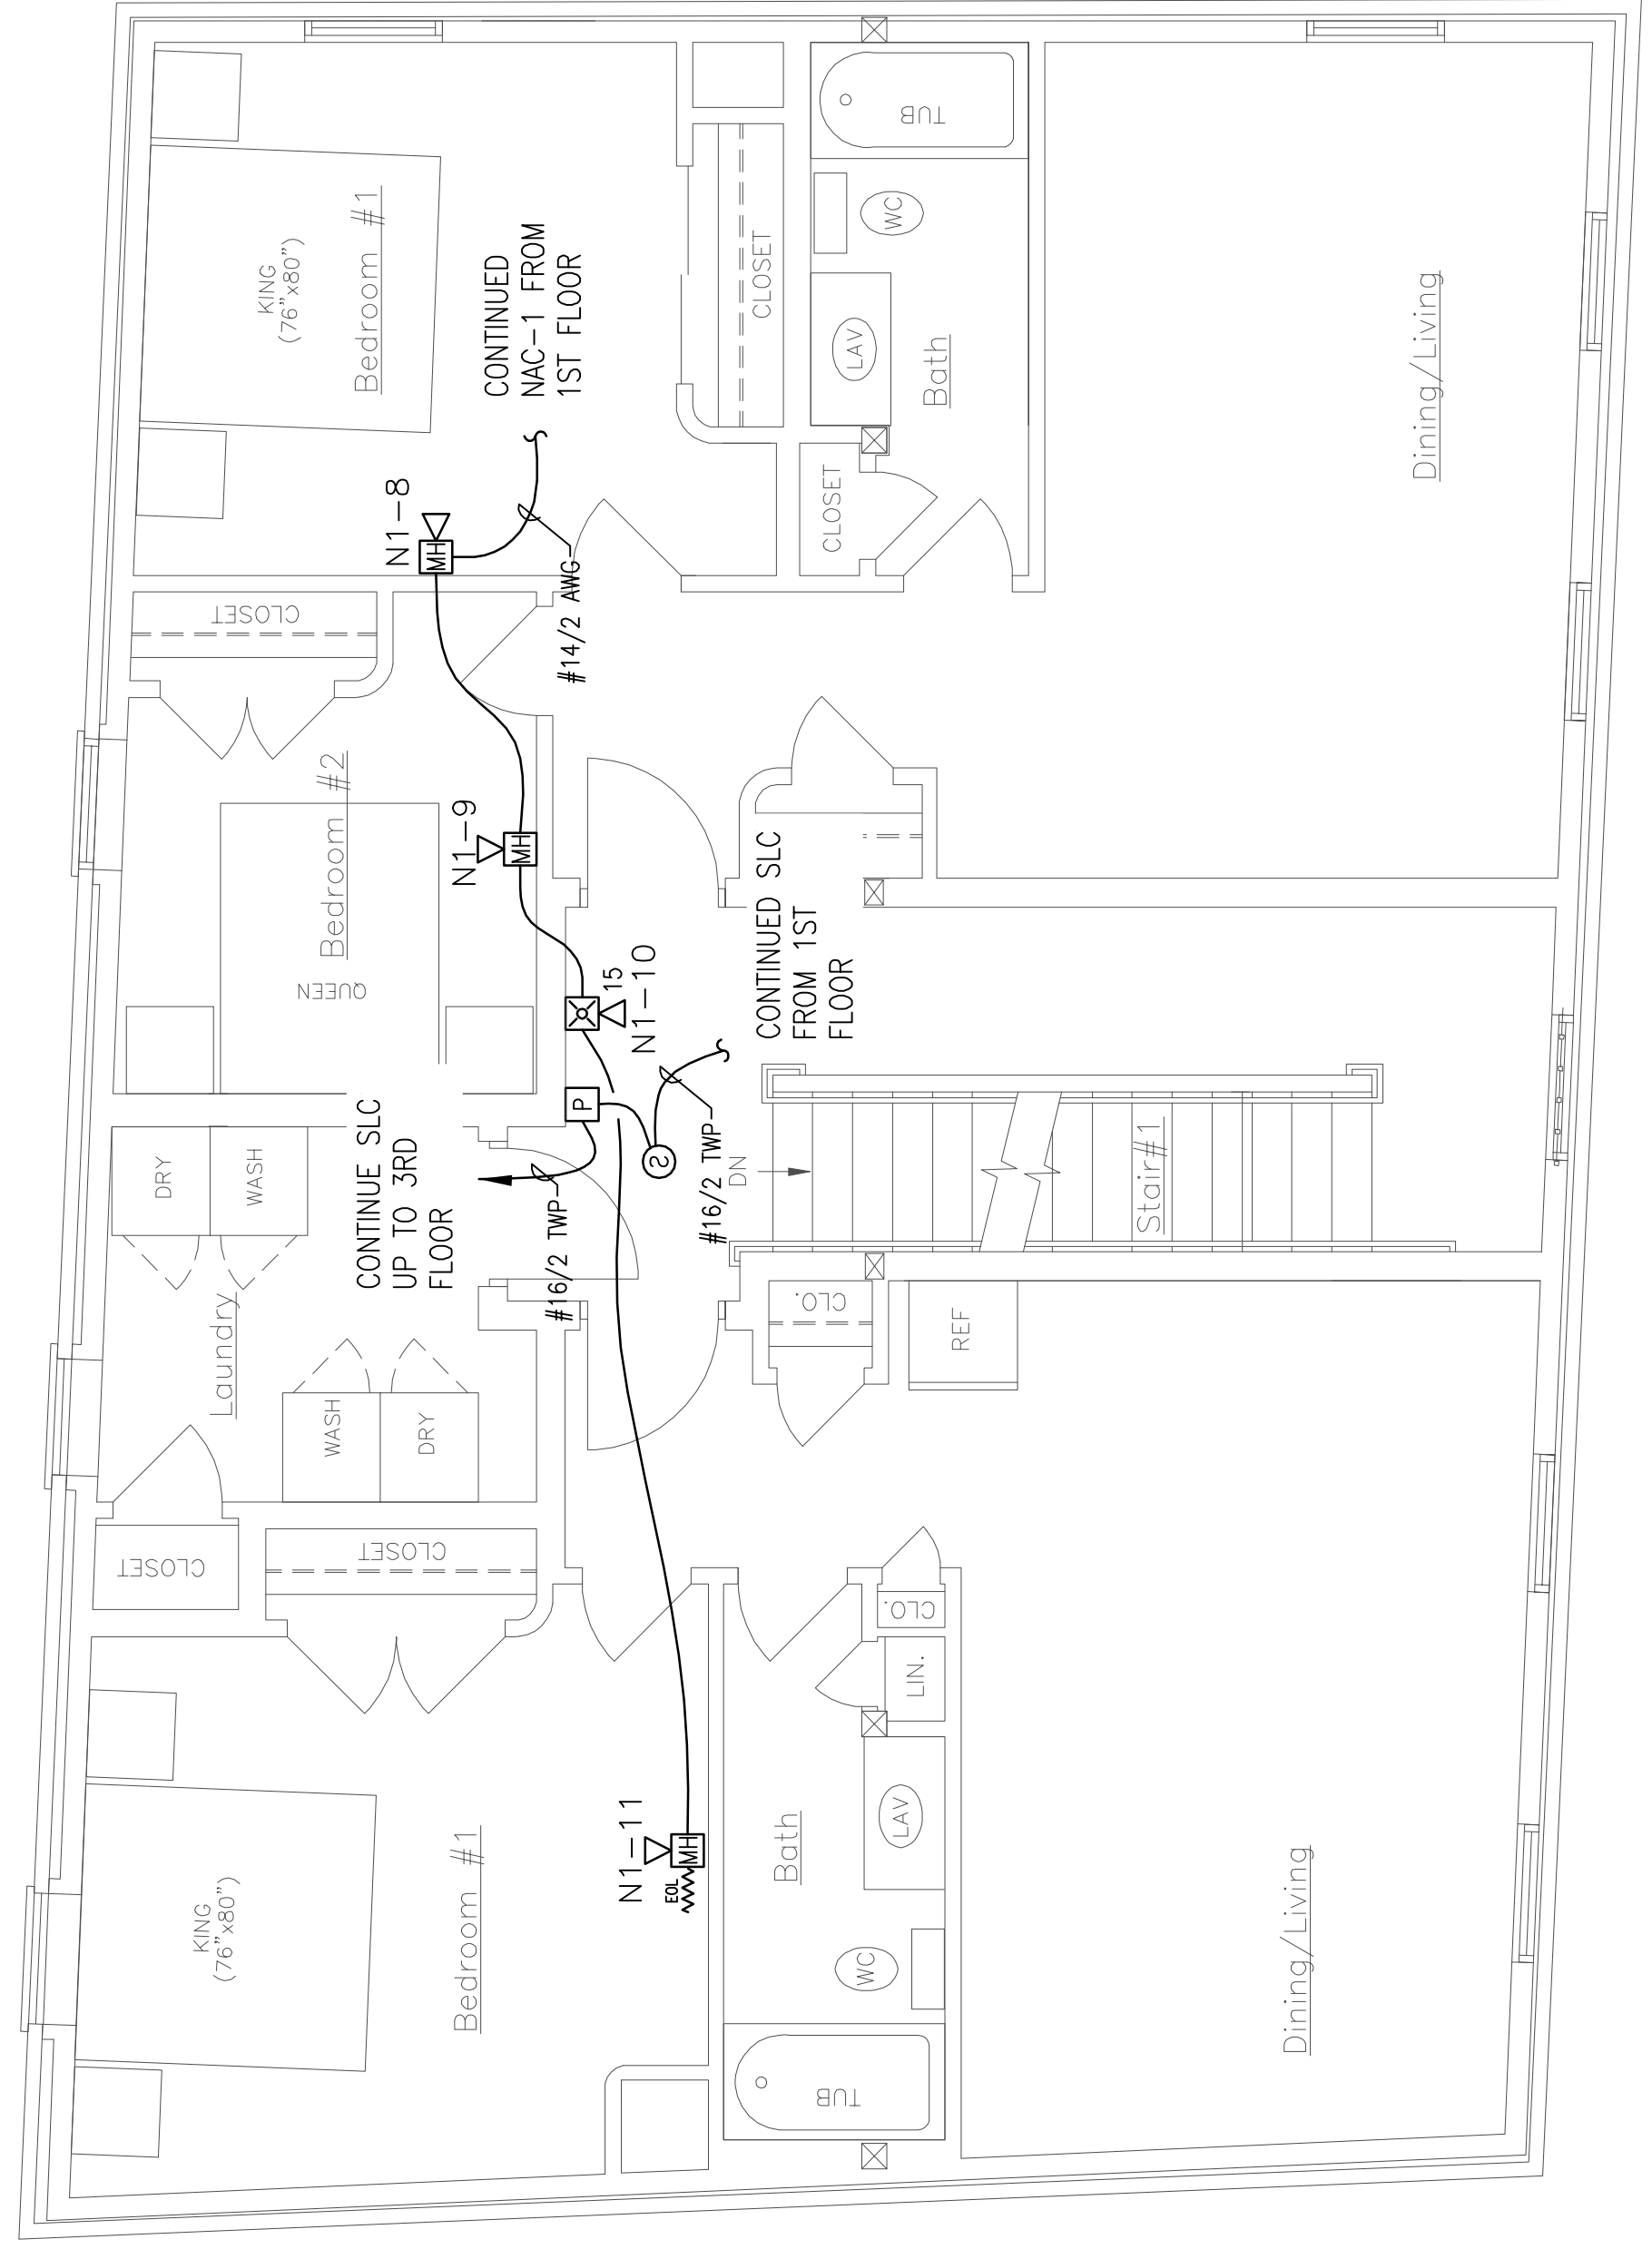 KING
(76"x80")
Bedroom #1
CONTINUED
NAC-1 FROM
1ST FLOOR
CLOSET
TUB
WC
LAV
Bath
Dining/Living
CLOSET
N1-8
MH
#14/2 AWG
CLOSET
Bedroom #2
QUEEN
N1-9
MH
15
N1-10
CONTINUED SLC
FROM 1ST
FLOOR
P
2
#16/2 TWP
DN
Stair#1
CONTINUE SLC
UP TO 3RD
FLOOR
#16/2 TWP
DRY
WASH
Laundry
WASH
DRY
CLO.
REF
CLOSET
CLOSET
CLO.
LIN.
KING
(76"x80")
Bedroom #1
N1-11
MH
EOL
Bath
LAV
WC
TUB
Dining/Living